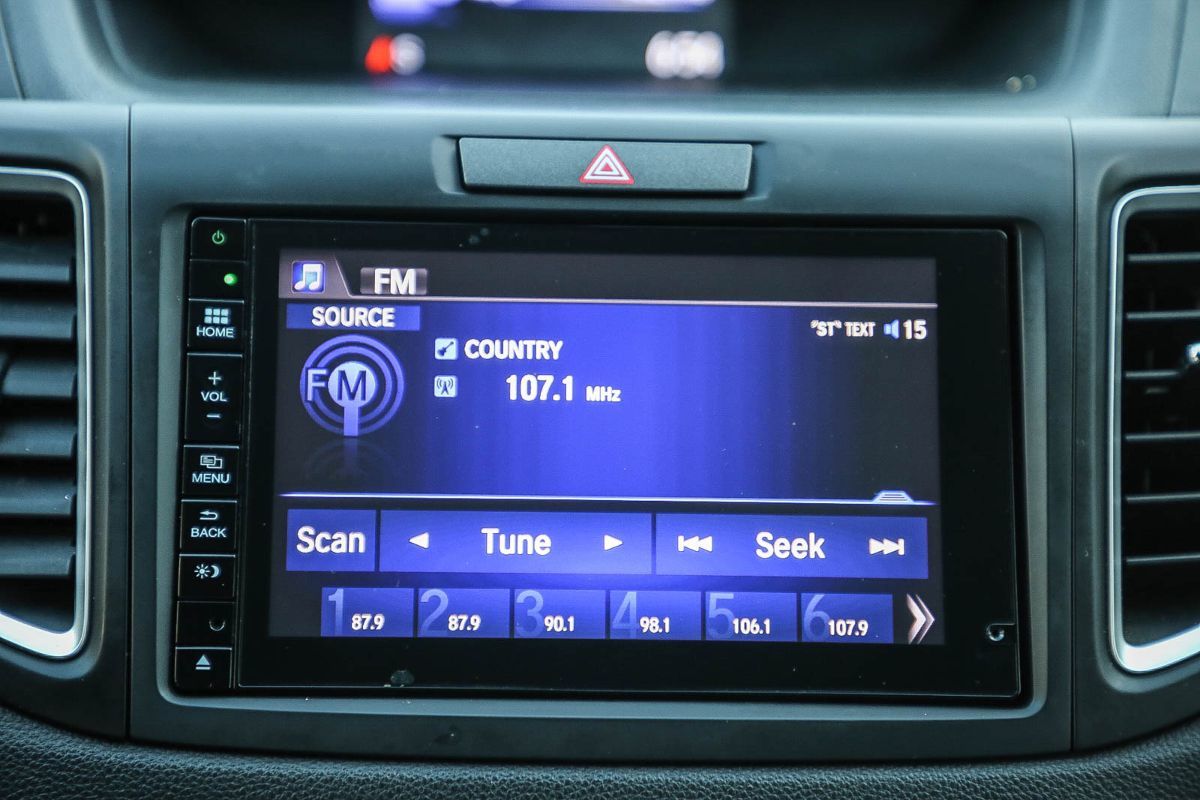 FM
SOURCE
"ST" TEXT 15
FM
COUNTRY
107.1 MHz
HOME
+
VOL
−
MENU
BACK
Scan Tune Seek
1 87.9 2 87.9 3 90.1 4 98.1 5 106.1 6 107.9